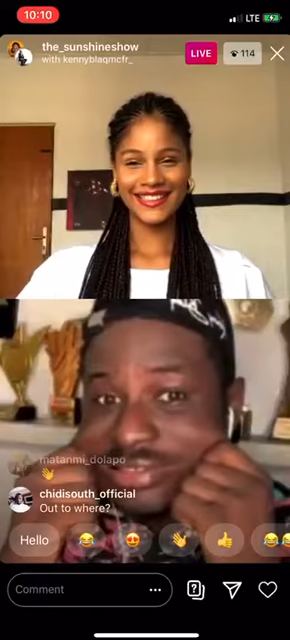 10:10
LTE
the_sunshineshow
with kennyblaqmcfr_
LIVE
114
matanmi_dolapo
👋
chidisouth_official
Out to where?
Hello 😂 😍 👋 👍 😂
Comment